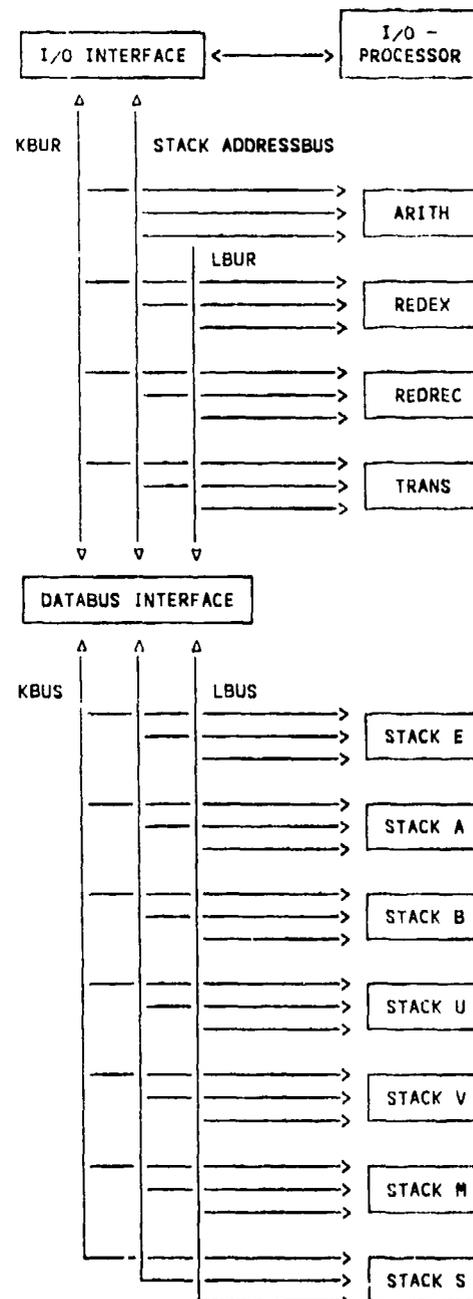 I/O INTERFACE
I/O -
PROCESSOR
KBUR
STACK ADDRESSBUS
ARITH
LBUR
REDEX
REDREC
TRANS
DATABUS INTERFACE
KBUS
LBUS
STACK E
STACK A
STACK B
STACK U
STACK V
STACK M
STACK S